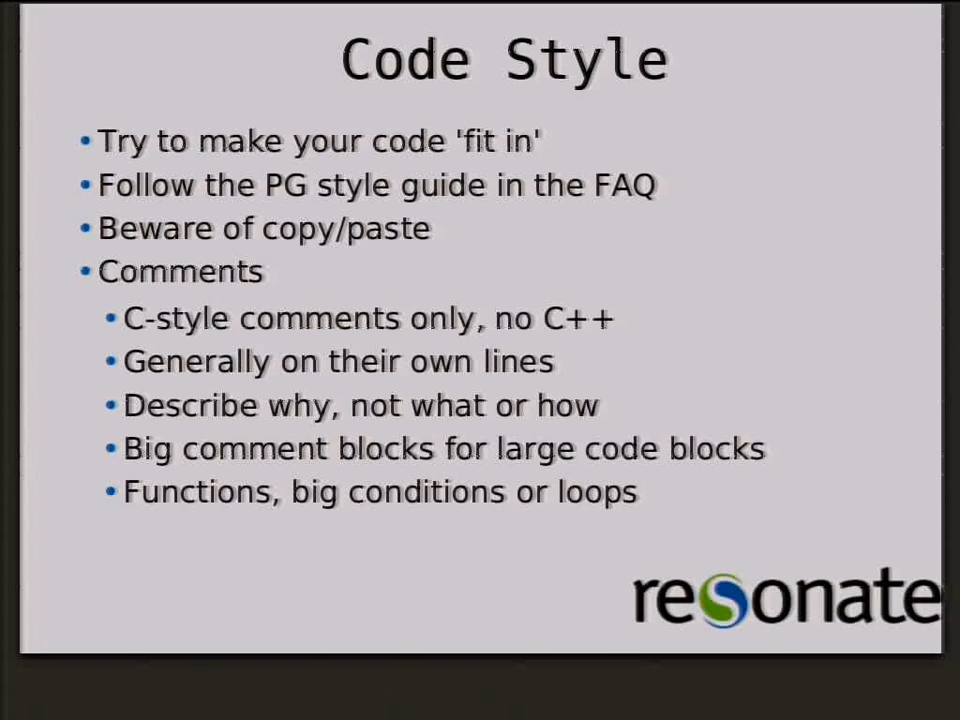 Code Style
• Try to make your code 'fit in'
• Follow the PG style guide in the FAQ
• Beware of copy/paste
• Comments
• C-style comments only, no C++
• Generally on their own lines
• Describe why, not what or how
• Big comment blocks for large code blocks
• Functions, big conditions or loops
resonate